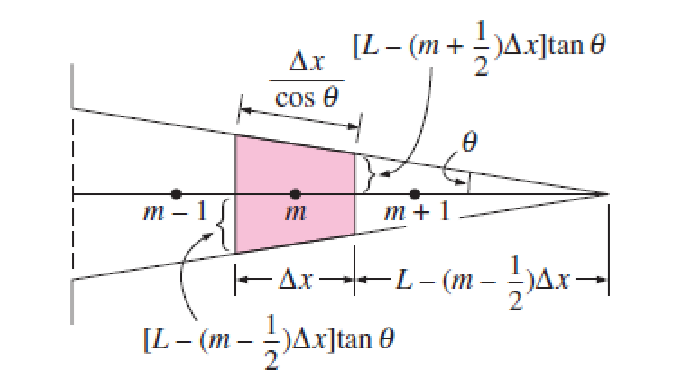 [L – (m + 1/2)Δx]tan θ
Δx/cos θ
θ
m – 1
m
m + 1
Δx
L – (m – 1/2)Δx
[L – (m – 1/2)Δx]tan θ